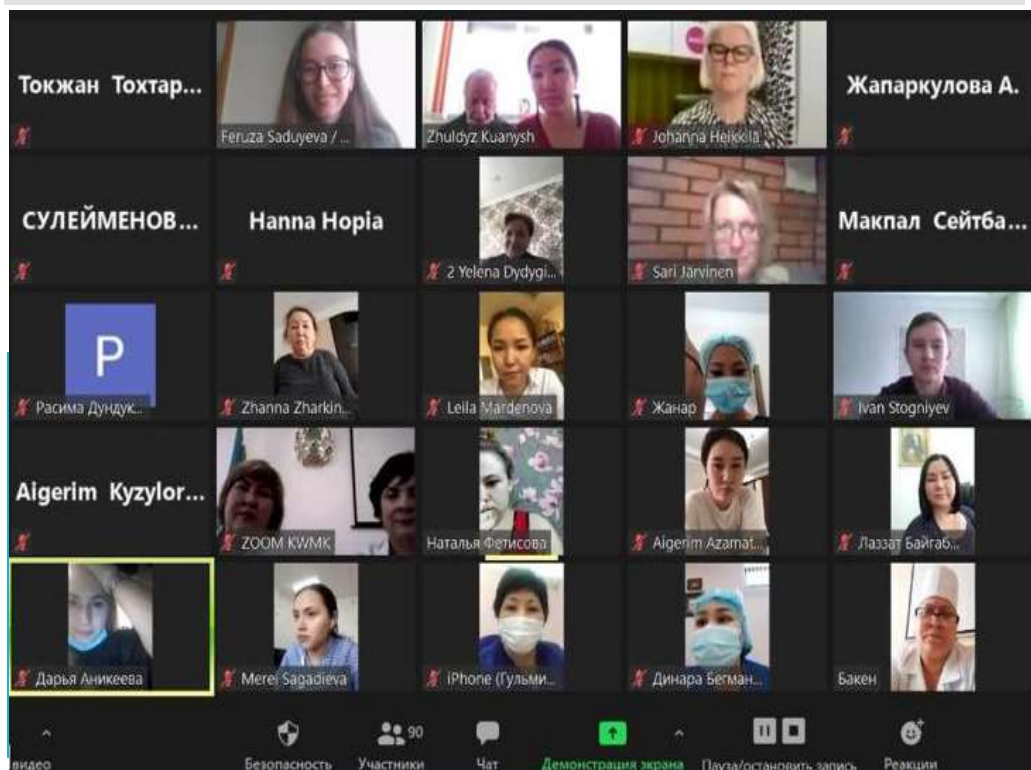 Токжан Тохтар...
Feruza Saduyeva / ...
Zhuldyz Kuanysh
Johanna Heikkilä
Жапаркулова А.
СУЛЕЙМЕНОВ...
Hanna Hopia
2 Yelena Dydygi...
Sari Järvinen
Макпал Сейтба...
P
Расима Дундук...
Zhanna Zharkin...
Leila Mardenova
Жанар
Ivan Stogniyev
Aigerim Kyzylor...
ZOOM KWMK
Наталья Фетисова
Aigerim Azamat...
Лаззат Байгаб...
Дарья Аникеева
Merei Sagadieva
iPhone (Гульми...
Динара Бегман...
Бакен
видео
Безопасность
90
Участники
Чат
Демонстрация экрана
Пауза/остановить запись
Реакции